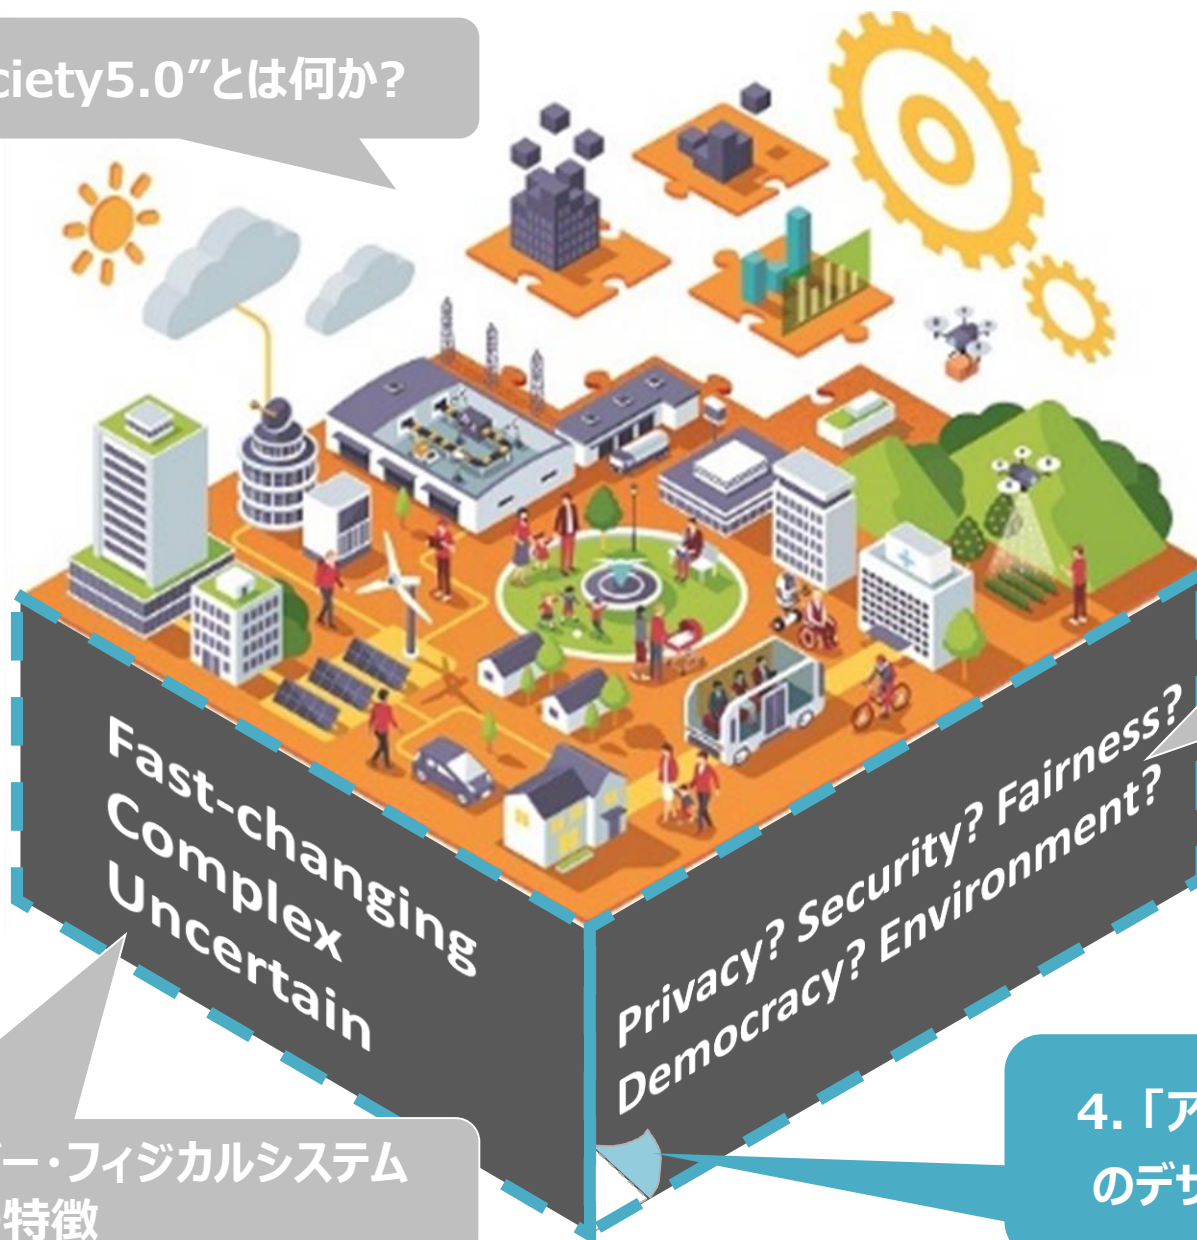 ciety5.0”とは何か?
Fast-changing
Complex
Uncertain
Privacy? Security? Fairness?
Democracy? Environment?
ー・フィジカルシステム
特徴
4. 「ア
のデサ